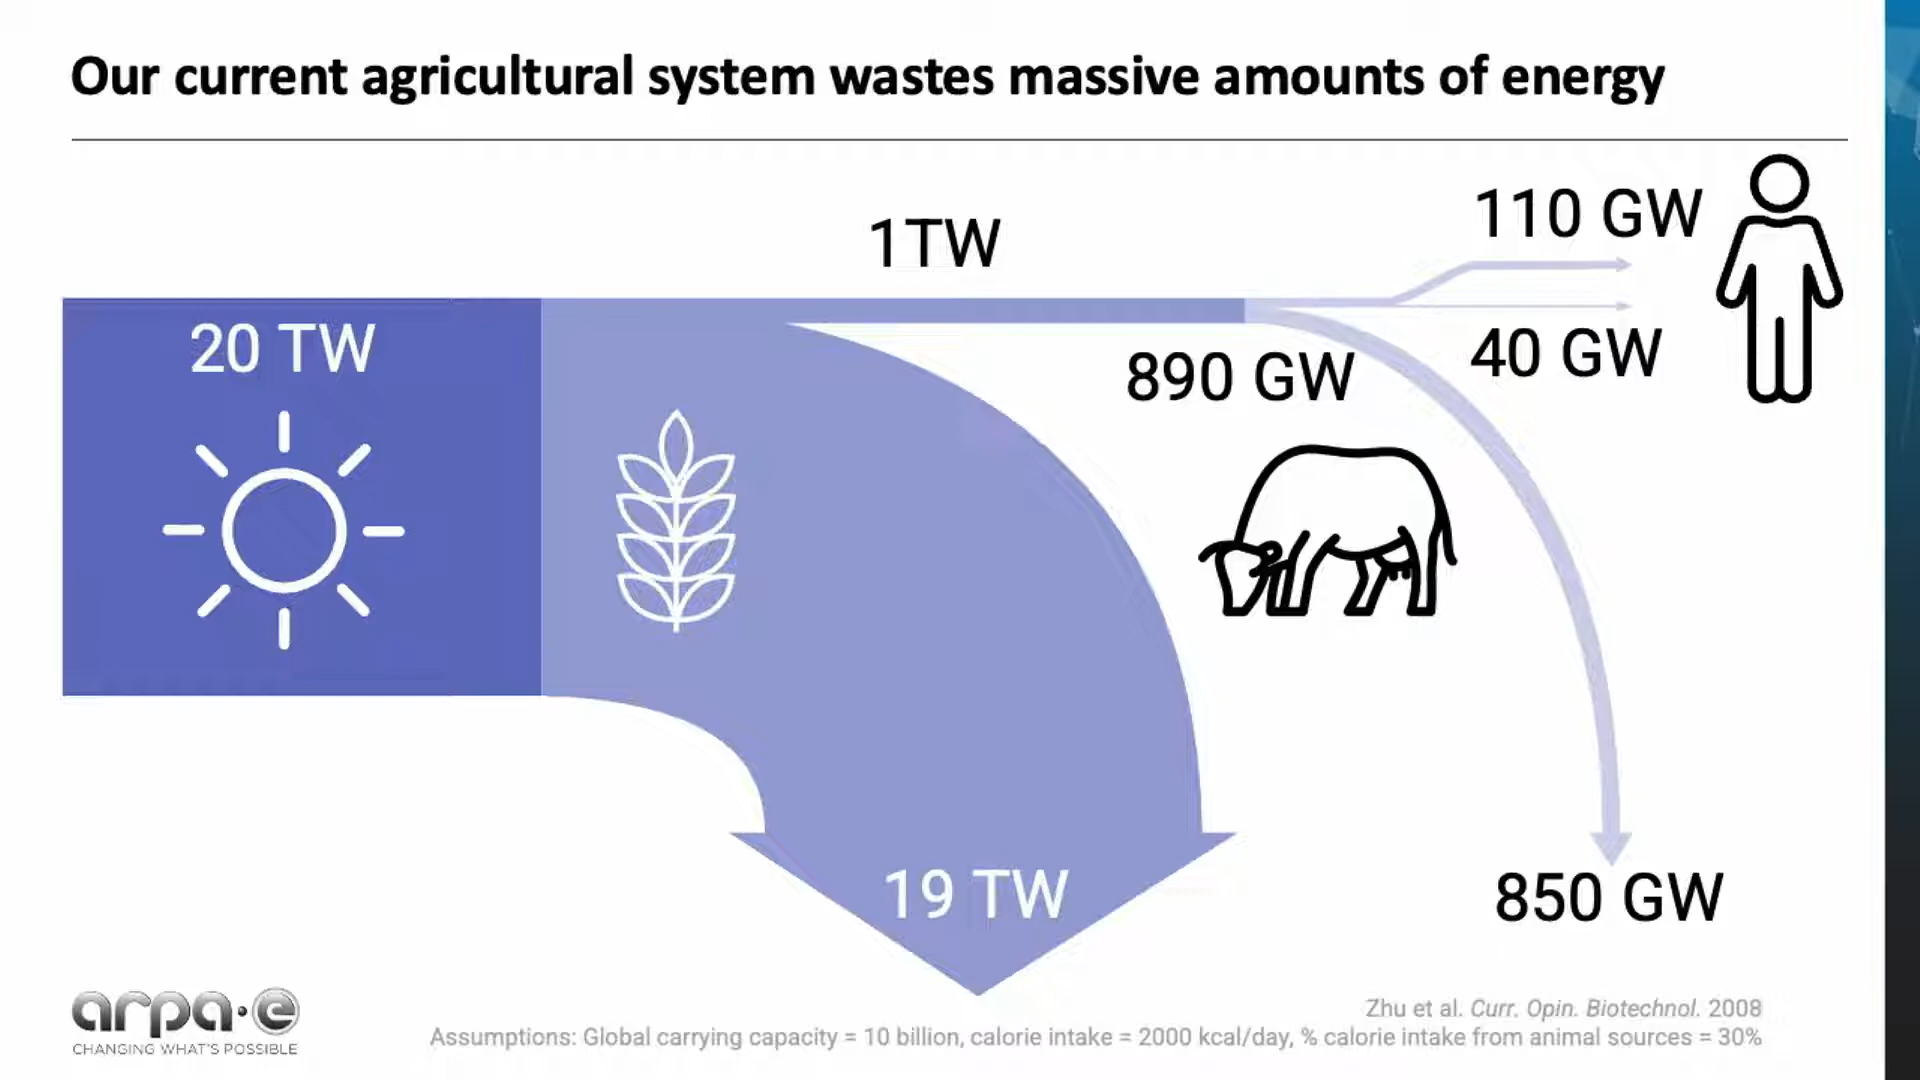 Our current agricultural system wastes massive amounts of energy
110 GW
1TW
20 TW
40 GW
890 GW
19 TW
850 GW
arpa·e
CHANGING WHAT'S POSSIBLE
Zhu et al. Curr. Opin. Biotechnol. 2008
Assumptions: Global carrying capacity = 10 billion, calorie intake = 2000 kcal/day, % calorie intake from animal sources = 30%